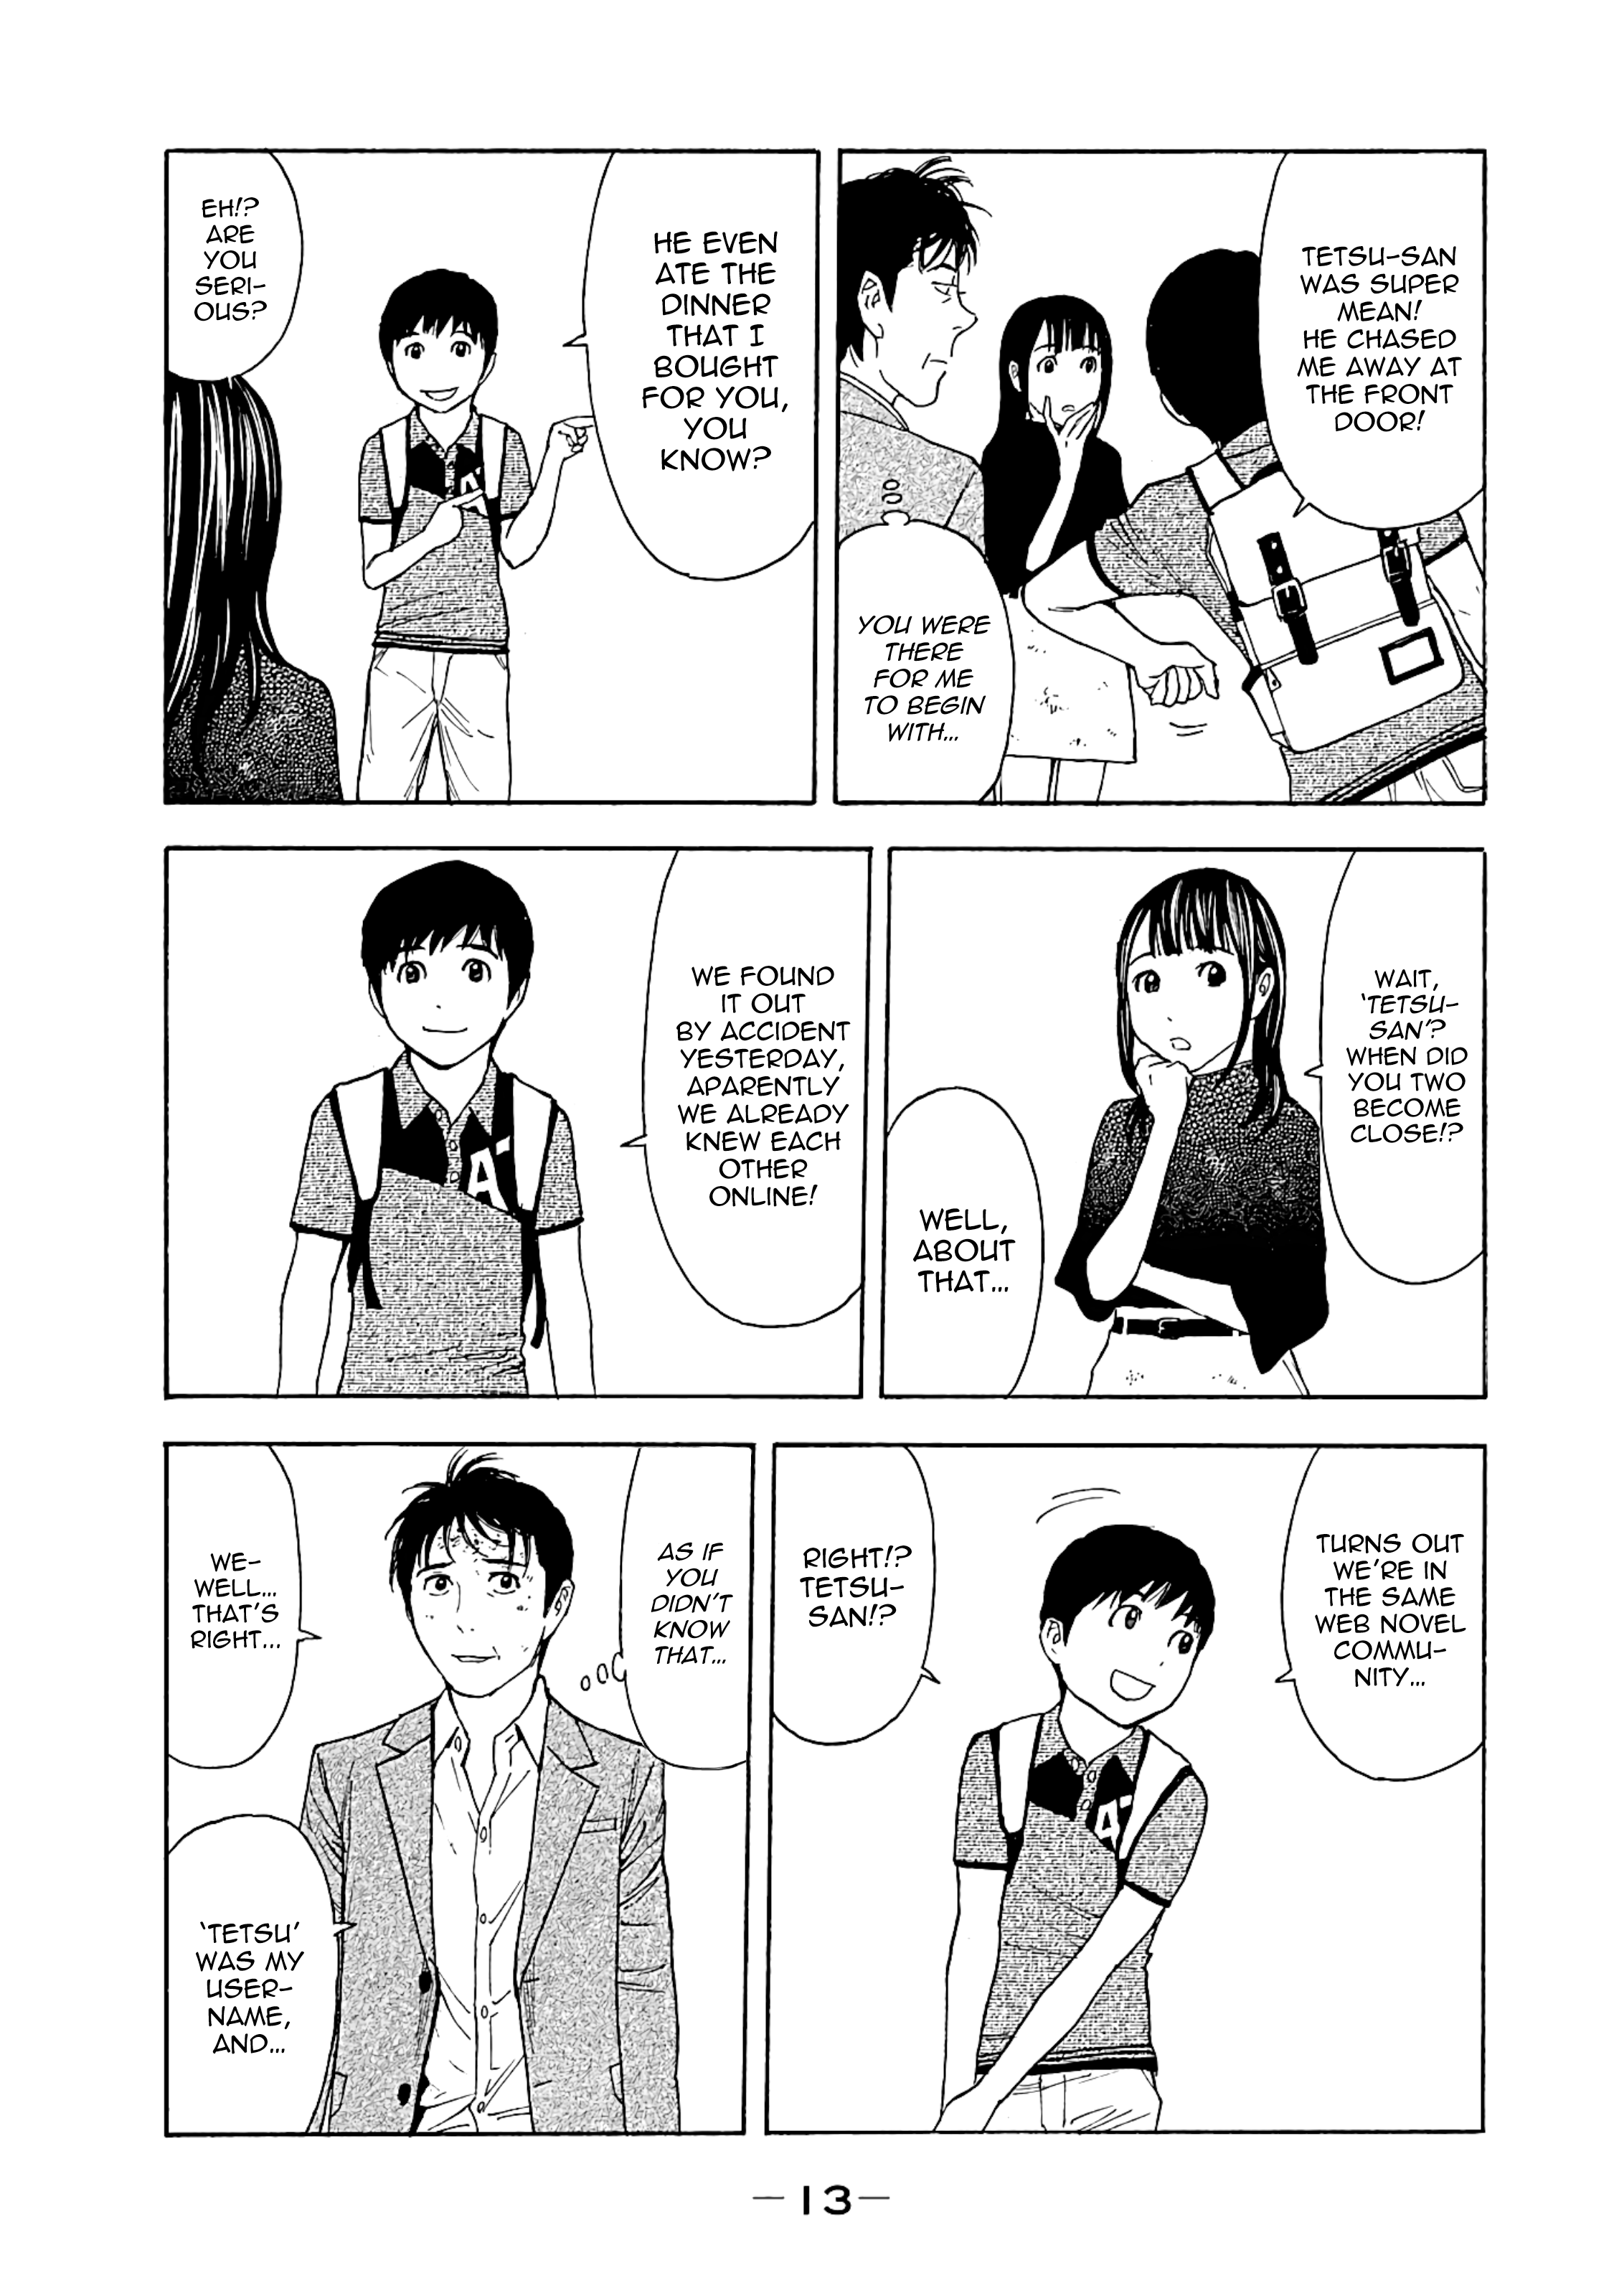 TETSU-SAN
WAS SUPER
MEAN!
HE CHASED
ME AWAY AT
THE FRONT
DOOR!
YOU WERE
THERE
FOR ME
TO BEGIN
WITH...
HE EVEN
ATE THE
DINNER
THAT I
BOUGHT
FOR YOU,
YOU
KNOW?
EH!?
ARE
YOU
SERI-
OUS?
WAIT,
'TETSU-
SAN'?
WHEN DID
YOU TWO
BECOME
CLOSE!?
WELL,
ABOUT
THAT...
WE FOUND
IT OUT
BY ACCIDENT
YESTERDAY,
APARENTLY
WE ALREADY
KNEW EACH
OTHER
ONLINE!
TURNS OUT
WE'RE IN
THE SAME
WEB NOVEL
COMMU-
NITY...
RIGHT!?
TETSU-
SAN!?
AS IF
YOU
DIDN'T
KNOW
THAT...
WE-
WELL...
THAT'S
RIGHT...
'TETSU'
WAS MY
USER-
NAME,
AND...
A
A
A
— 13 —